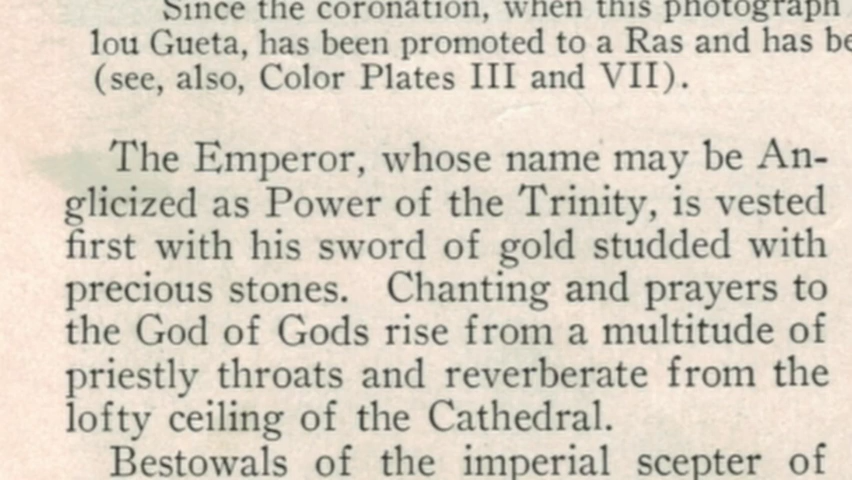 Since the coronation, when this photograph
lou Gueta, has been promoted to a Ras and has be
(see, also, Color Plates III and VII).
The Emperor, whose name may be An-
glicized as Power of the Trinity, is vested
first with his sword of gold studded with
precious stones. Chanting and prayers to
the God of Gods rise from a multitude of
priestly throats and reverberate from the
lofty ceiling of the Cathedral.
Bestowals of the imperial scepter of